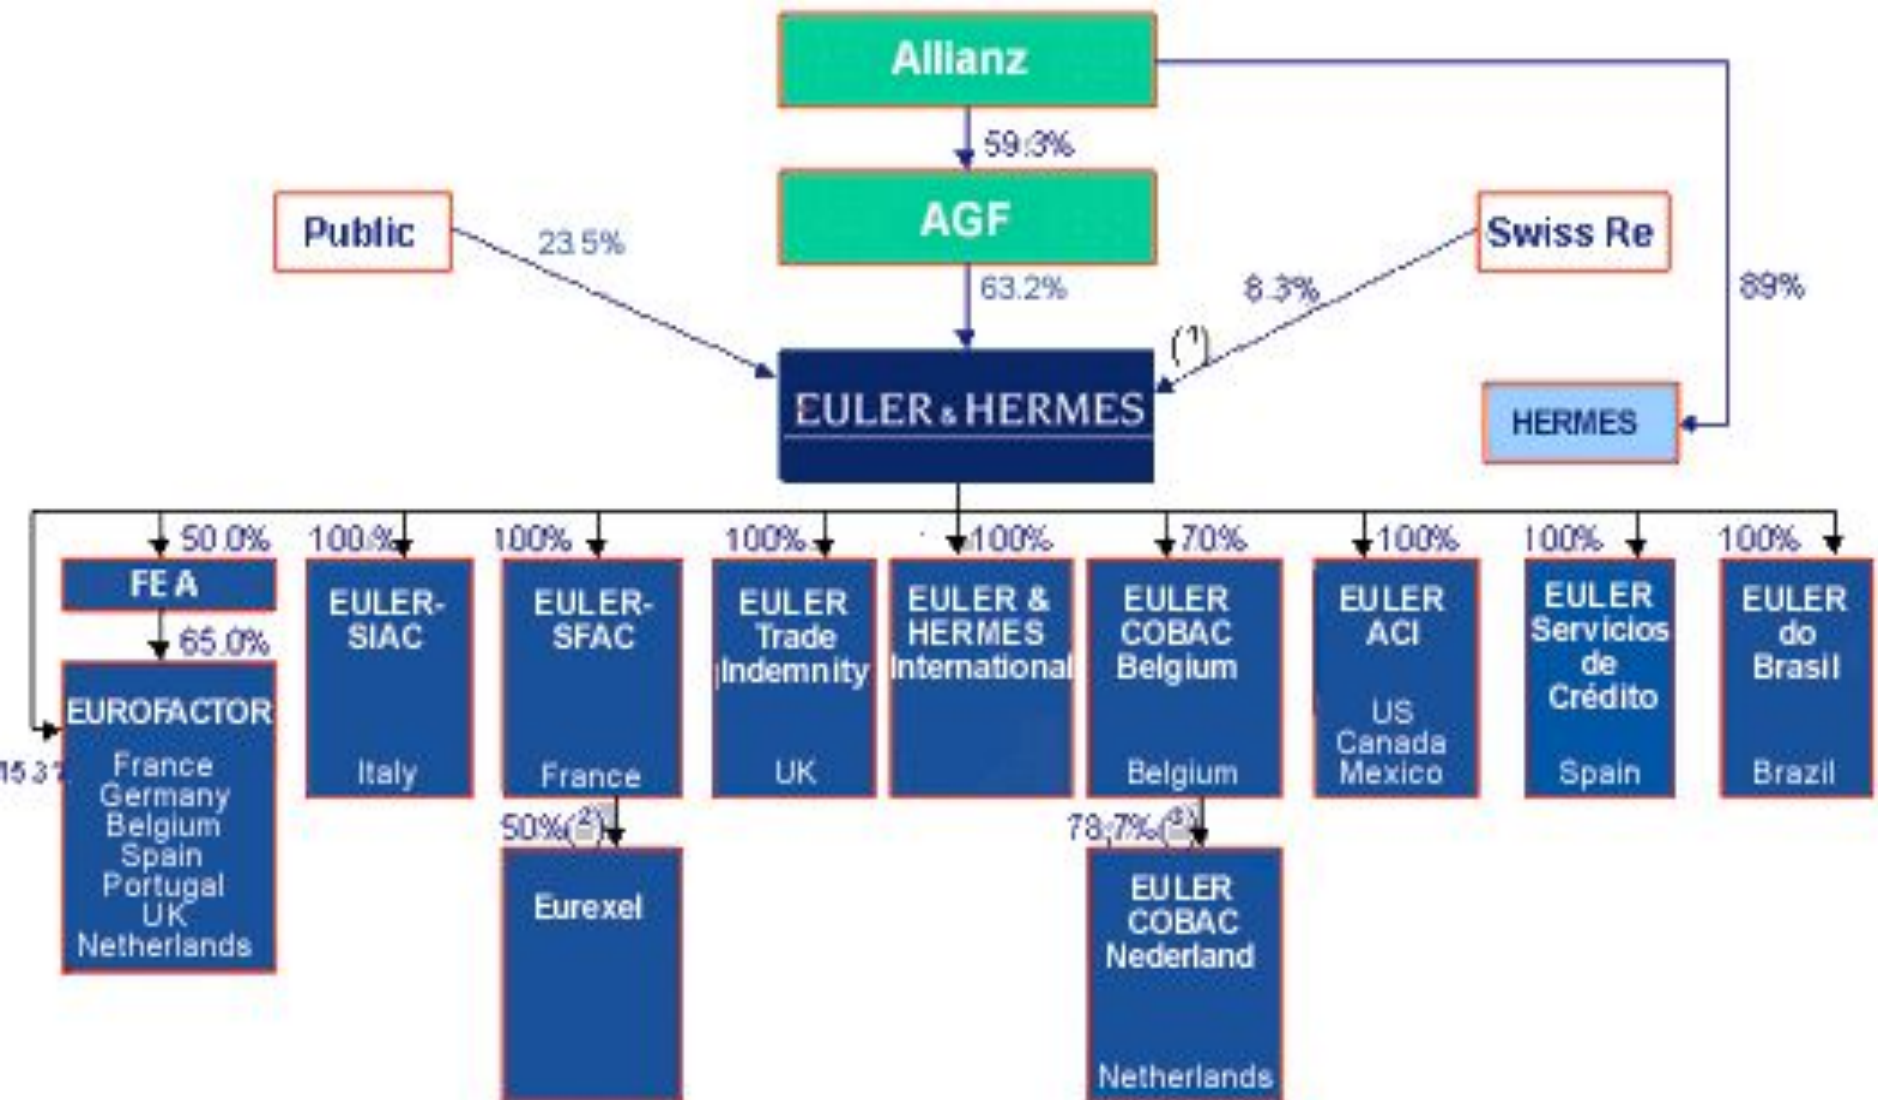 Allianz
59.3%
AGF
Public
23.5%
Swiss Re
8.3%
63.2%
89%
(1)
EULER & HERMES
HERMES
50.0%
100%
100%
100%
100%
70%
100%
100%
100%
FEA
65.0%
EUROFACTOR
France
Germany
Belgium
Spain
Portugal
UK
Netherlands
EULER-
SIAC
Italy
EULER-
SFAC
France
50%(2)
Eurexel
EULER
Trade
Indemnity
UK
EULER &
HERMES
International
EULER
COBAC
Belgium
Belgium
(3)
EULER
COBAC
Nederland
Netherlands
EULER
ACI
US
Canada
Mexico
EULER
Servicios
de
Crédito
Spain
EULER
do
Brasil
Brazil